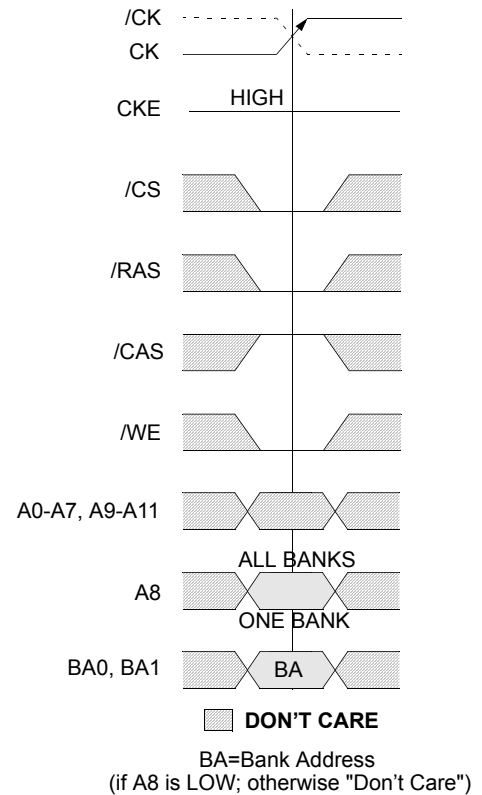 /CK
CK
CKE
HIGH
/CS
/RAS
/CAS
/WE
A0-A7, A9-A11
ALL BANKS
A8
ONE BANK
BA0, BA1
BA
DON'T CARE
BA=Bank Address
(if A8 is LOW; otherwise "Don't Care")